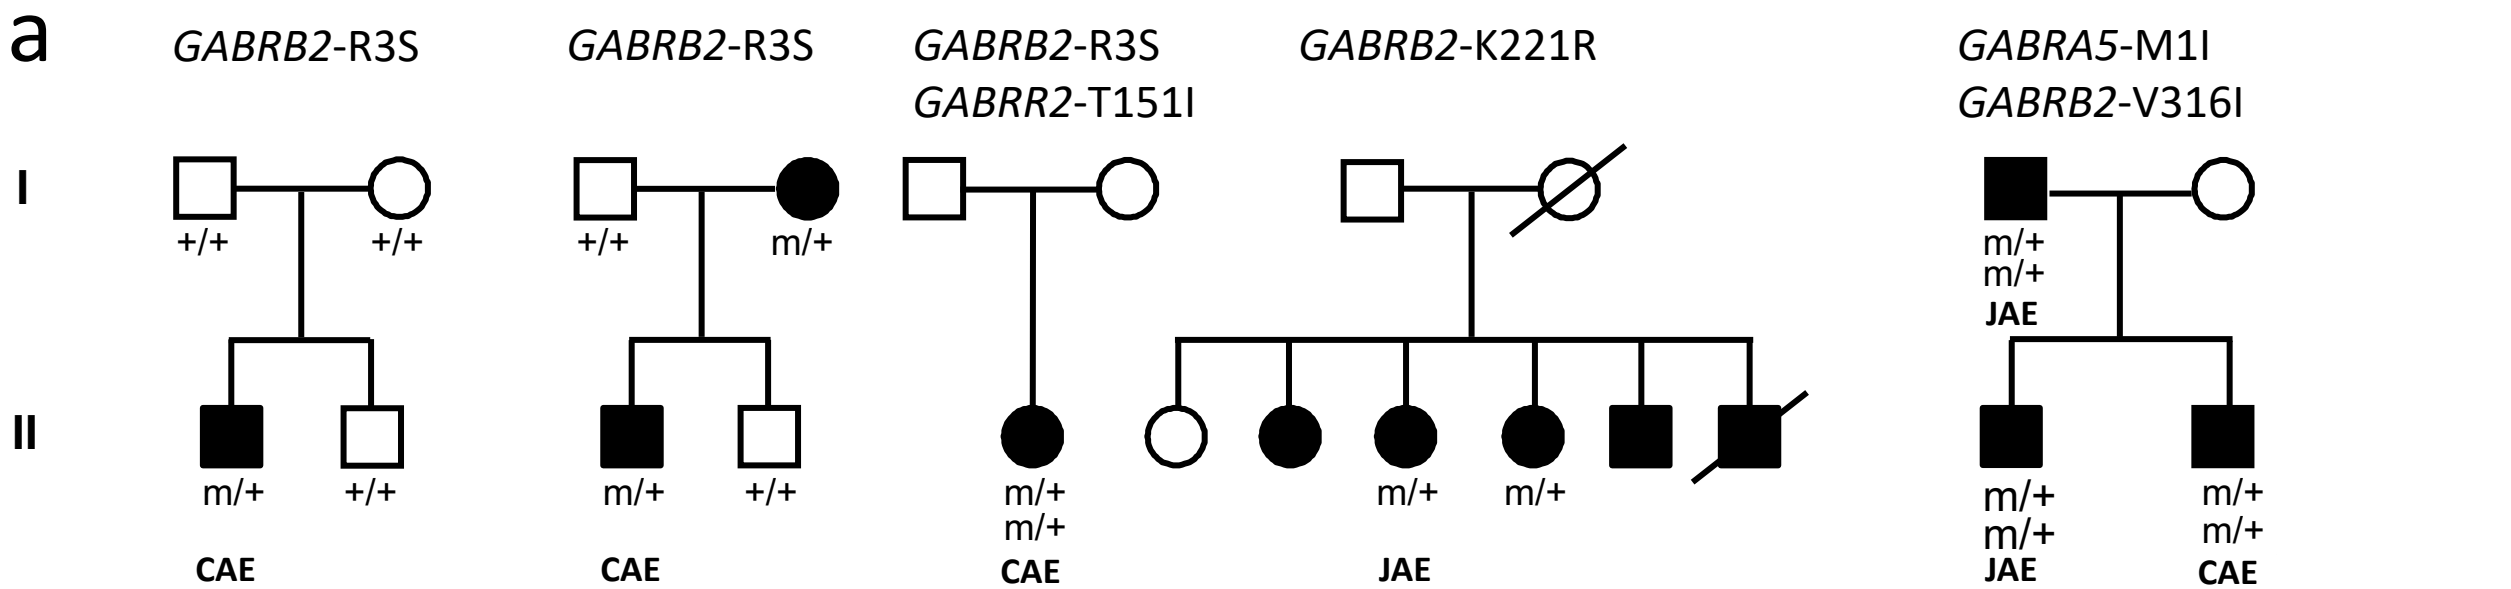 a
GABRB2-R3S GABRB2-R3S GABRB2-R3S GABRB2-K221R GABRA5-M1I
GABRR2-T151I GABRB2-V316I
I
+/+ +/+ +/+ m/+ m/+
m/+
JAE
II
m/+ +/+ m/+ +/+ m/+ m/+ m/+ m/+ m/+
m/+ m/+ m/+
CAE CAE CAE JAE JAE CAE